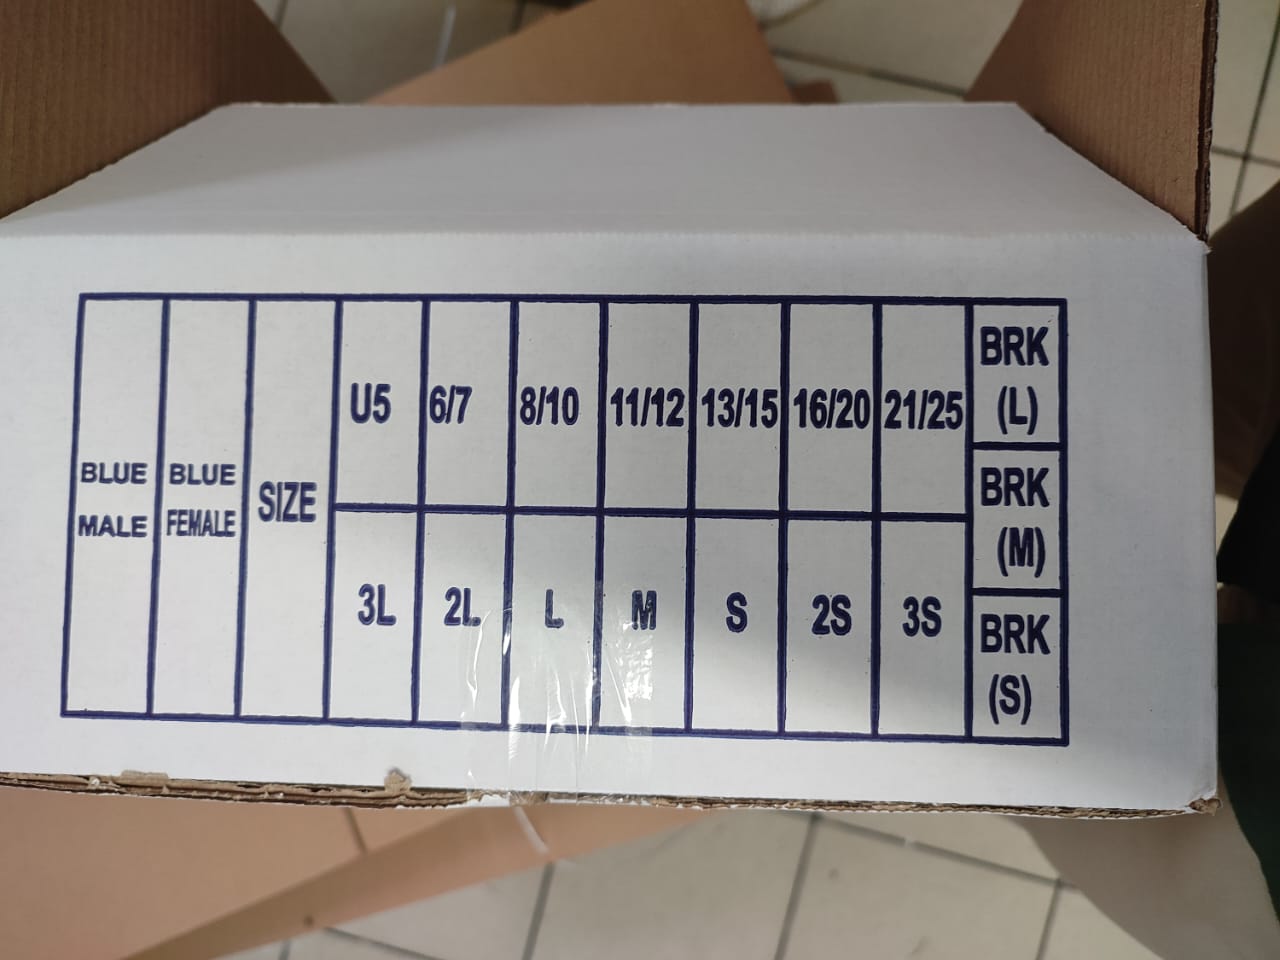 BLUE
MALE
BLUE
FEMALE
SIZE
U5 6/7 8/10 11/12 13/15 16/20 21/25
3L 2L L M S 2S 3S
BRK
(L)
BRK
(M)
BRK
(S)